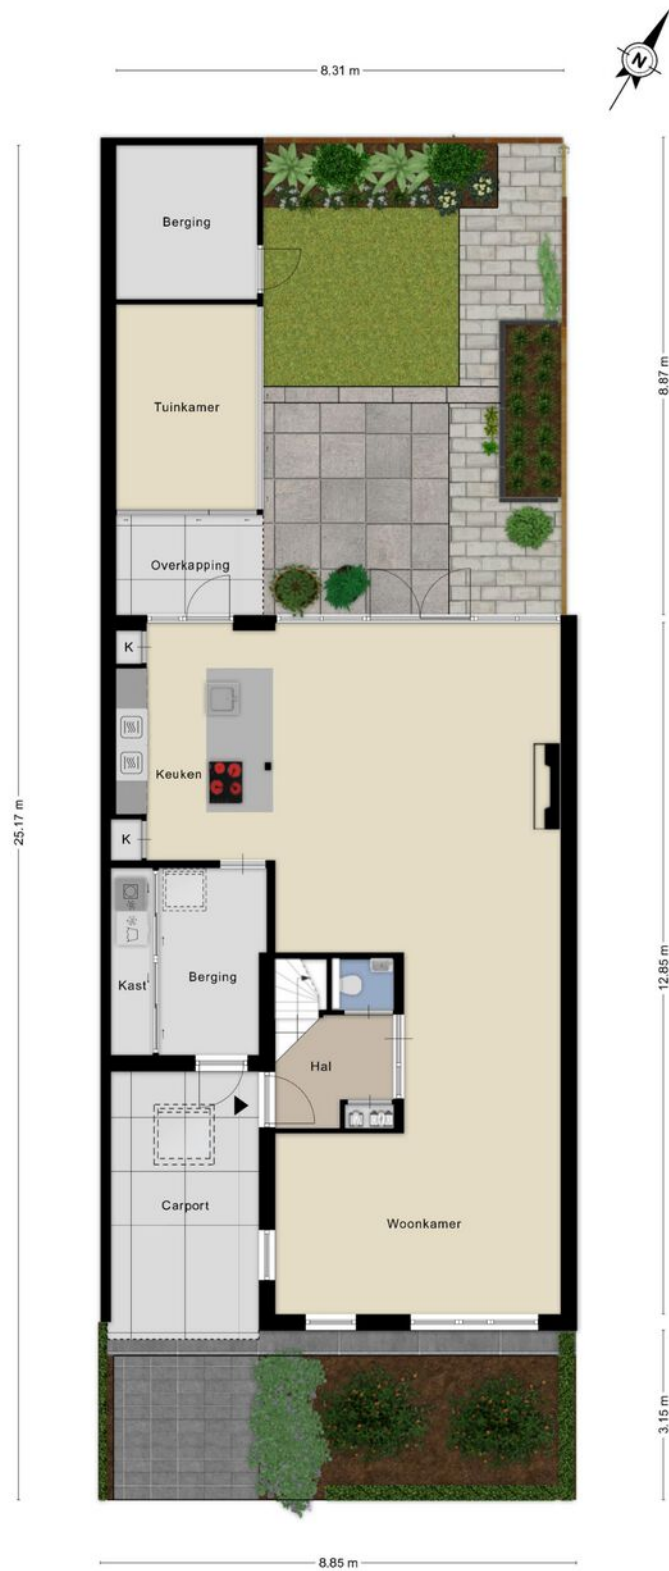 N
8.31 m
Berging
8.87 m
Tuinkamer
Overkapping
K
Keuken
25.17 m
K
12.85 m
Kast
Berging
Hal
Carport
Woonkamer
3.15 m
8.85 m